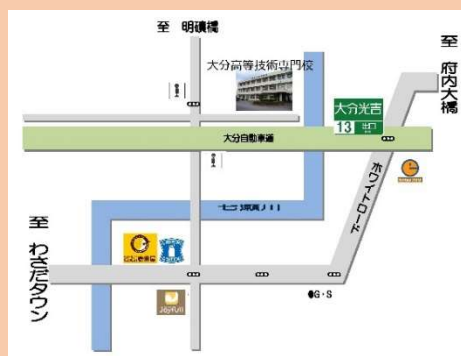 至 明磧橋
大分高等技術専門校
至 府内大橋
大分光吉
13 出口
大分自動車道
ホワイトロード
七瀬川
至 わさだタウン
Joyfull
●G・S